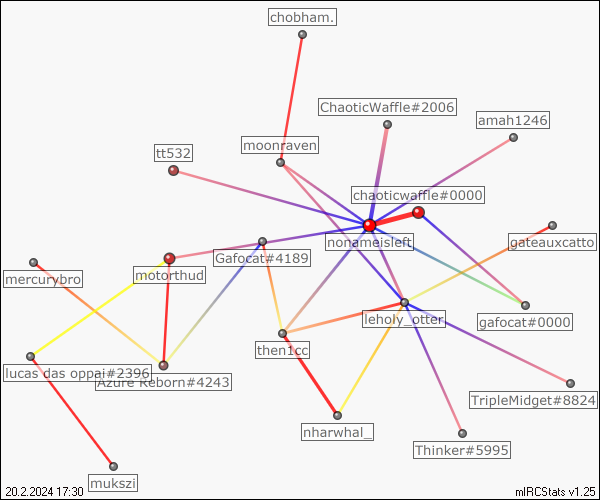 chobham.
ChaoticWaffle#2006
amah1246
moonraven
tt532
chaoticwaffle#0000
nonameisleft
gateauxcatto
Gafocat#4189
motorthud
mercurybro
leholy_otter
gafocat#0000
then1cc
lucas das oppai#2396
Azure Reborn#4243
TripleMidget#8824
nharwhal_
Thinker#5995
mukszi
20.2.2024 17:30
mIRCStats v1.25